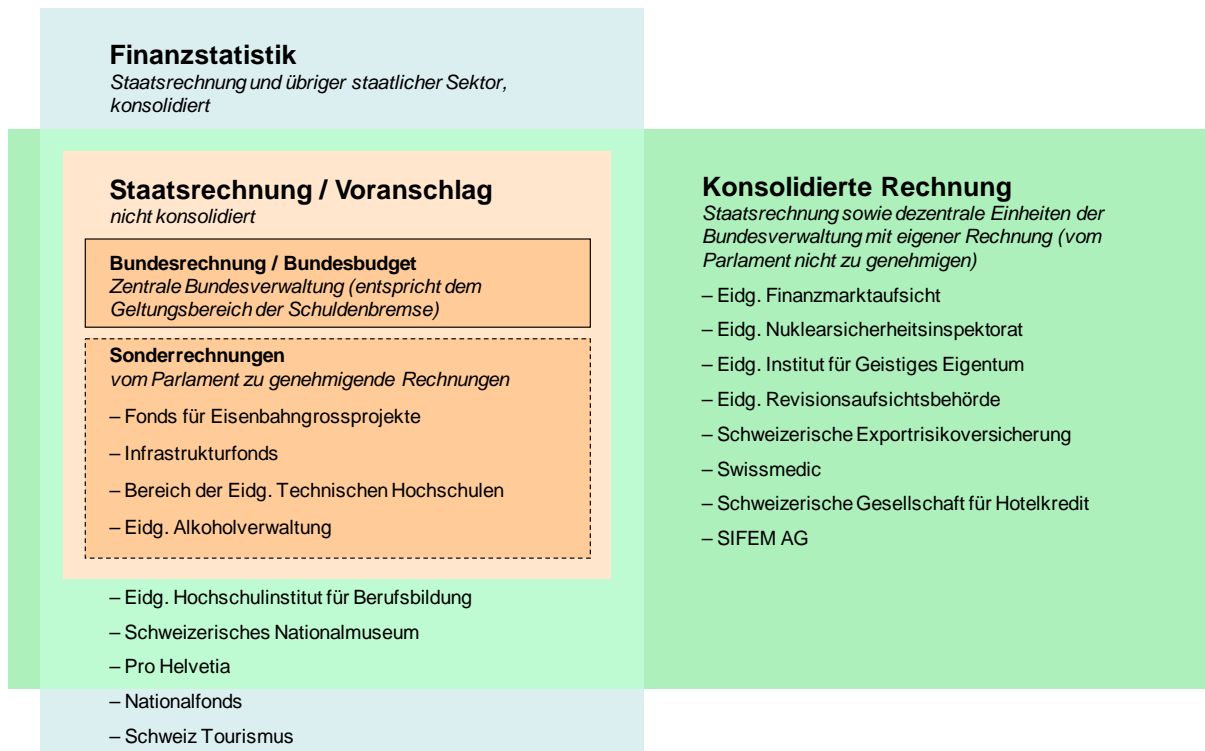 Finanzstatistik
Staatsrechnung und übriger staatlicher Sektor,
konsolidiert
Staatsrechnung / Voranschlag
nicht konsolidiert
Bundesrechnung / Bundesbudget
Zentrale Bundesverwaltung (entspricht dem
Geltungsbereich der Schuldenbremse)
Sonderrechnungen
vom Parlament zu genehmigende Rechnungen
– Fonds für Eisenbahngrossprojekte
– Infrastrukturfonds
– Bereich der Eidg. Technischen Hochschulen
– Eidg. Alkoholverwaltung
– Eidg. Hochschulinstitut für Berufsbildung
– Schweizerisches Nationalmuseum
– Pro Helvetia
– Nationalfonds
– Schweiz Tourismus
Konsolidierte Rechnung
Staatsrechnung sowie dezentrale Einheiten der
Bundesverwaltung mit eigener Rechnung (vom
Parlament nicht zu genehmigen)
– Eidg. Finanzmarktaufsicht
– Eidg. Nuklearsicherheitsinspektorat
– Eidg. Institut für Geistiges Eigentum
– Eidg. Revisionsaufsichtsbehörde
– Schweizerische Exportrisikoversicherung
– Swissmedic
– Schweizerische Gesellschaft für Hotelkredit
– SIFEM AG